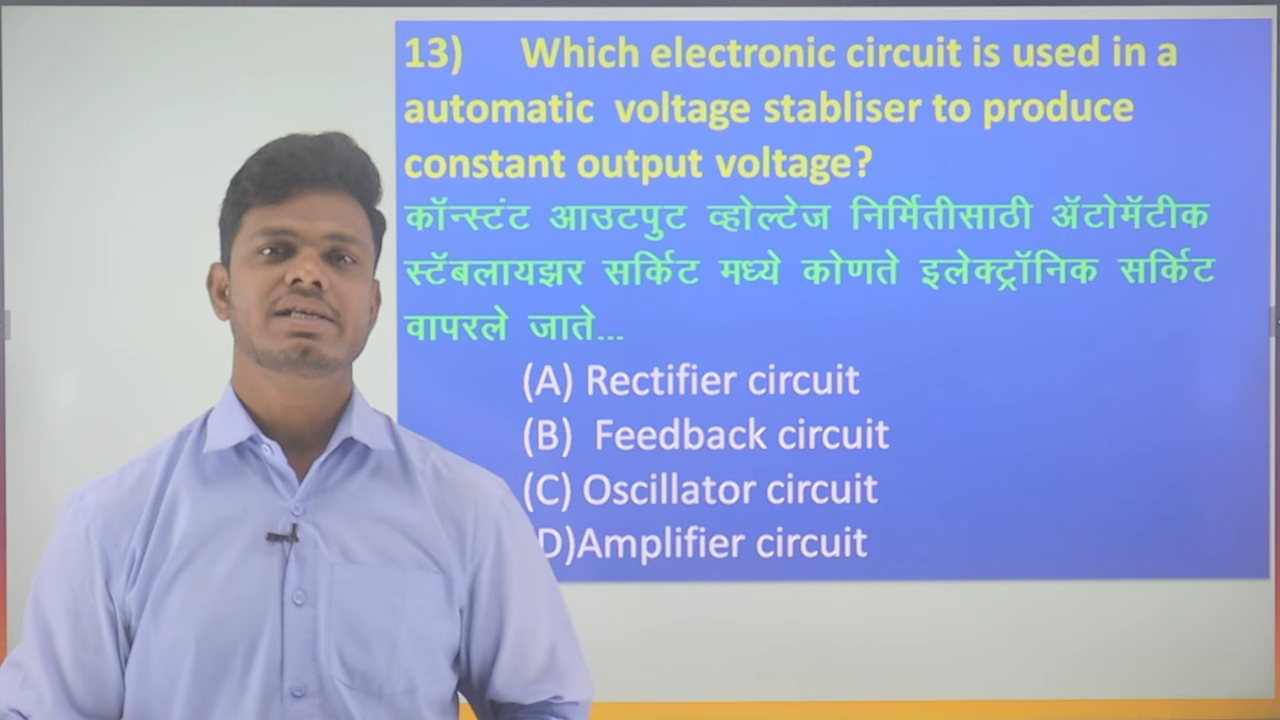 13) Which electronic circuit is used in a
automatic voltage stabliser to produce
constant output voltage?
कॉन्स्टंट आउटपुट व्होल्टेज निर्मितीसाठी ॲटोमॅटीक
स्टॅबलायझर सर्किट मध्ये कोणते इलेक्ट्रॉनिक सर्किट
वापरले जाते...
(A) Rectifier circuit
(B) Feedback circuit
(C) Oscillator circuit
D)Amplifier circuit